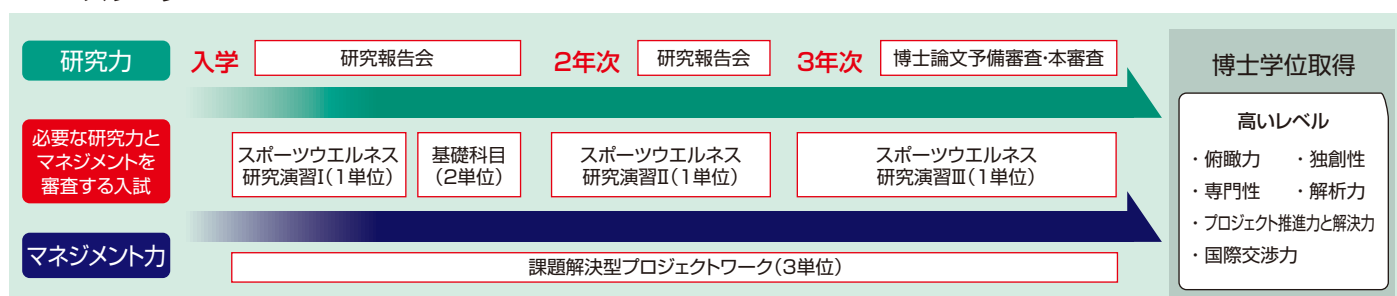 研究力
入学
研究報告会
2年次
研究報告会
3年次
博士論文予備審査・本審査
必要な研究力と
マネジメントを
審査する入試
スポーツウエルネス
研究演習Ⅰ(1単位)
基礎科目
(2単位)
スポーツウエルネス
研究演習Ⅱ(1単位)
スポーツウエルネス
研究演習Ⅲ(1単位)
マネジメント力
課題解決型プロジェクトワーク(3単位)
博士学位取得
高いレベル
・俯瞰力 ・独創性
・専門性 ・解析力
・プロジェクト推進力と解決力
・国際交渉力